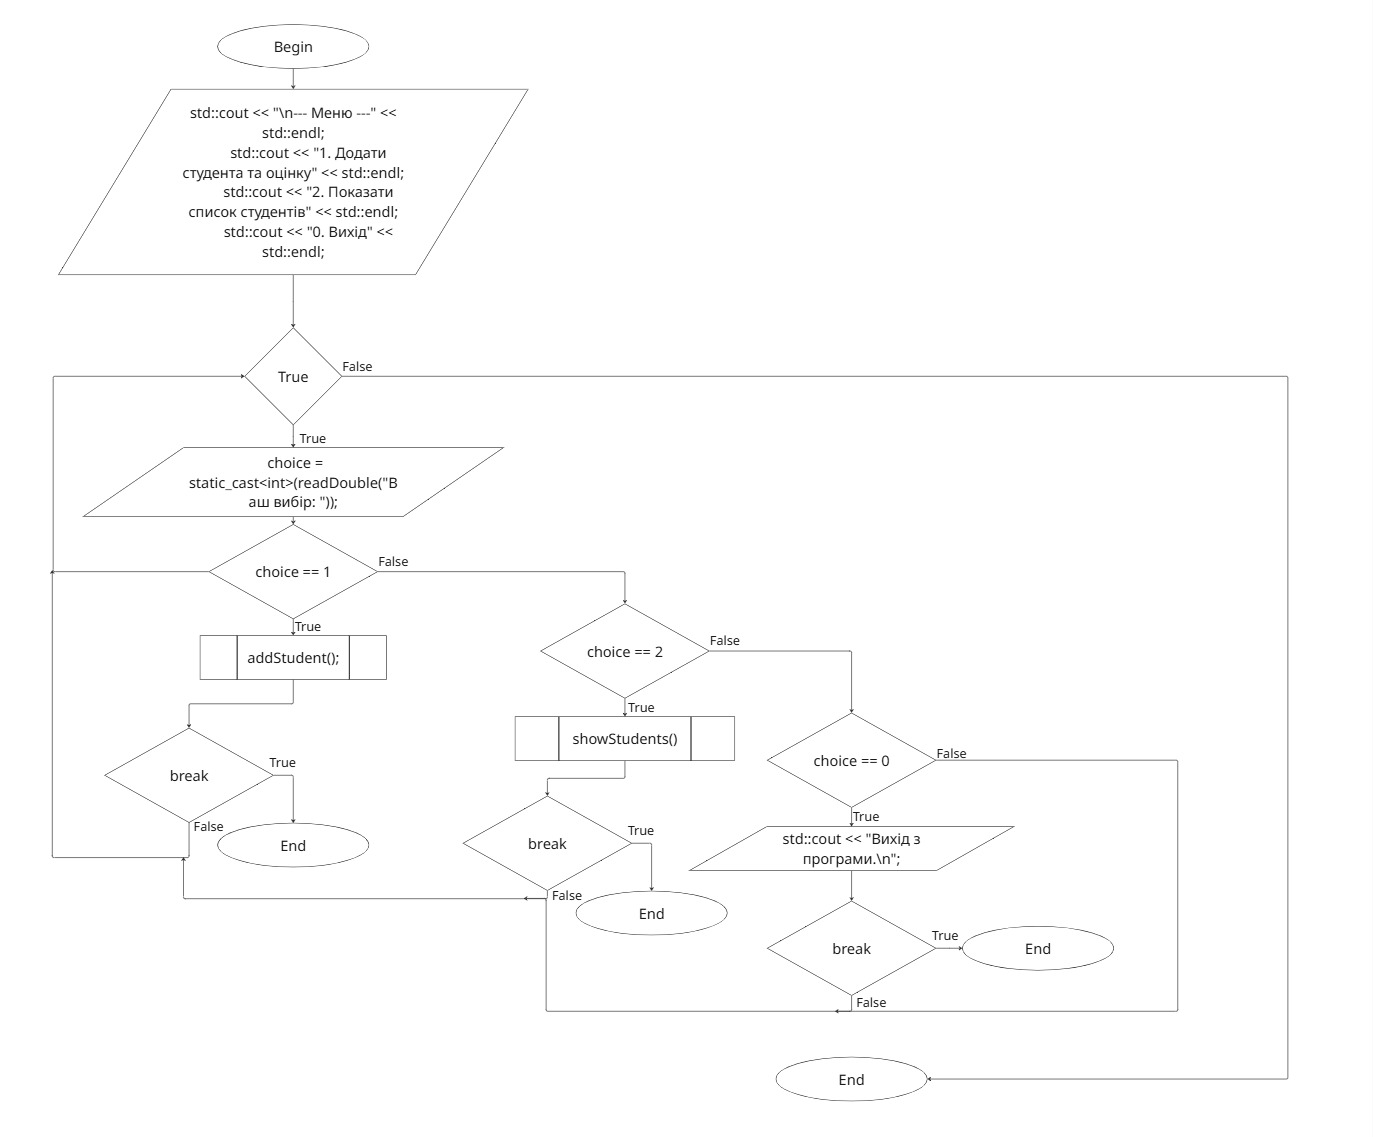 Begin
std::cout << "\n--- Меню ---" <<
std::endl;
std::cout << "1. Додати
студента та оцінку" << std::endl;
std::cout << "2. Показати
список студентів" << std::endl;
std::cout << "0. Вихід" <<
std::endl;
True
False
True
choice =
static_cast<int>(readDouble("В
аш вибір: "));
choice == 1
False
True
addStudent();
choice == 2
False
True
showStudents()
choice == 0
False
True
break
True
False
End
std::cout << "Вихід з
програми.\n";
break
True
False
End
break
True
False
End
End